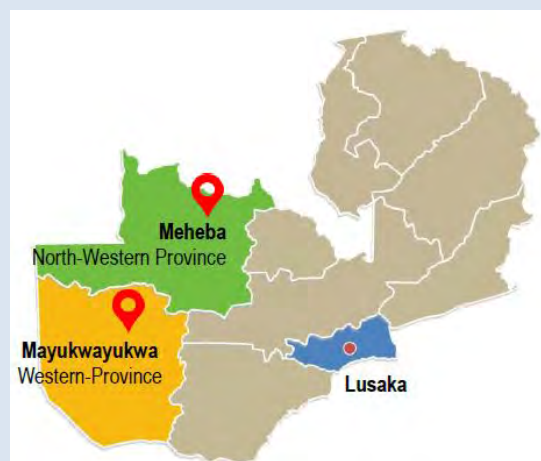 Meheba
North-Western Province
Mayukwayukwa
Western-Province
Lusaka